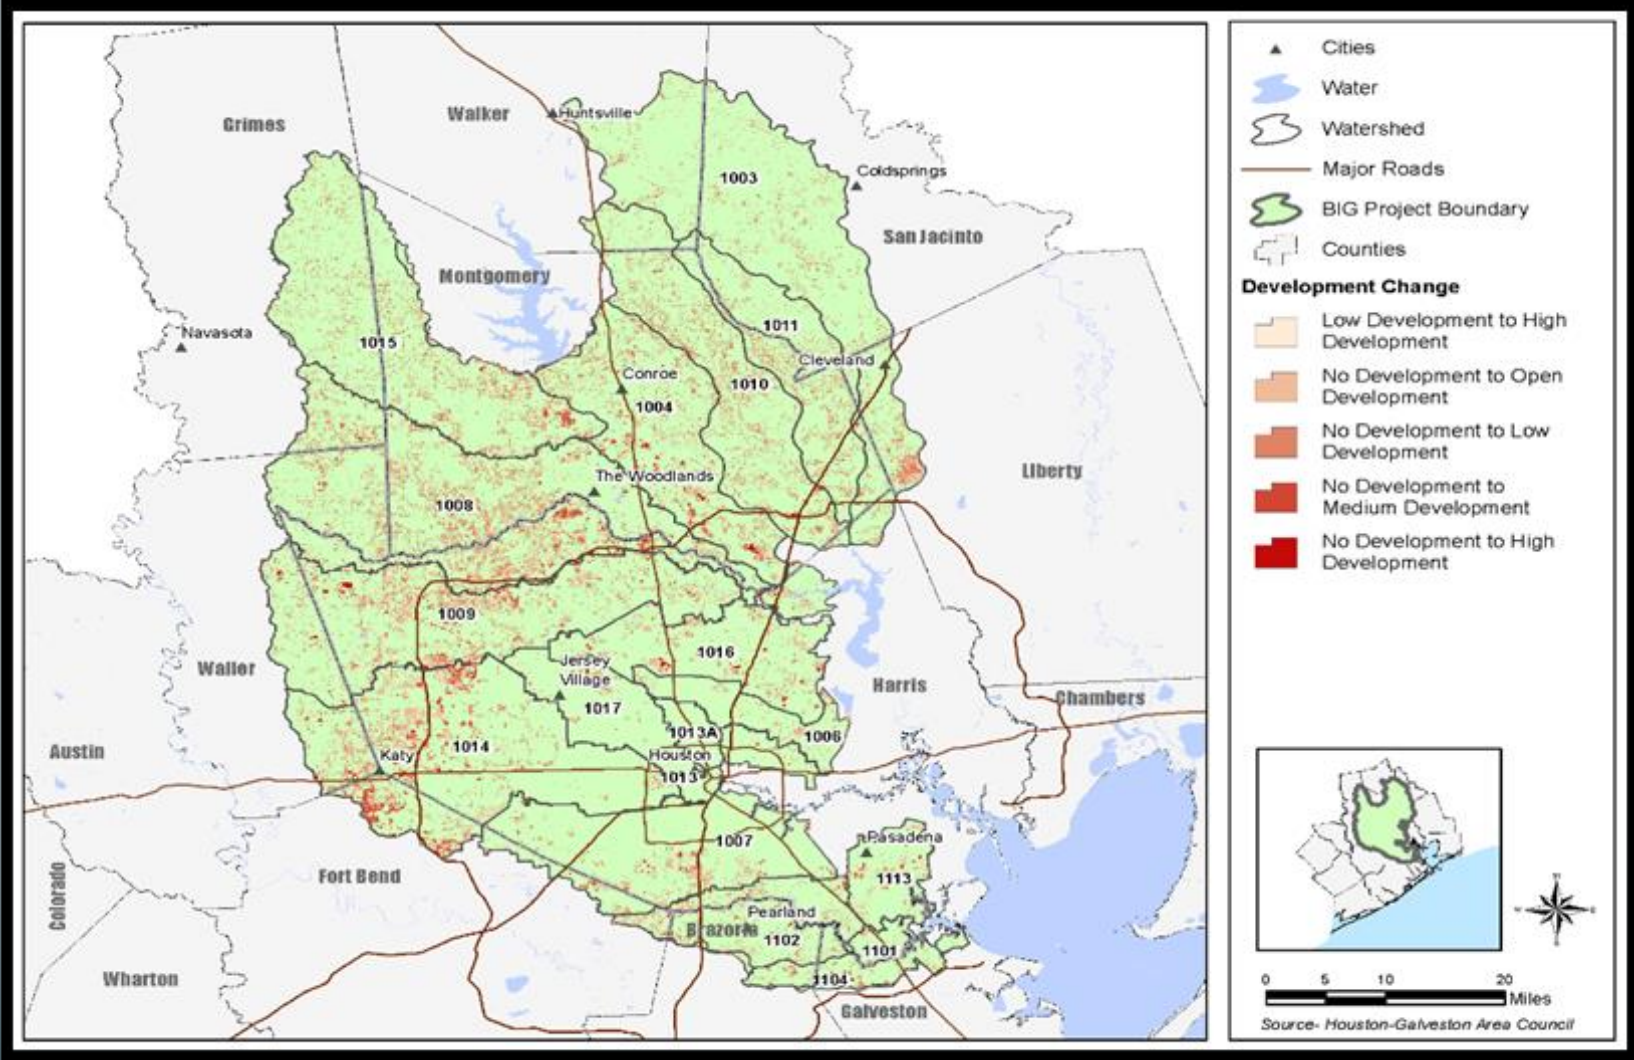 Grimes
Walker
Huntsville
1003
Coldsprings
San Jacinto
Montgomery
Navasota
1015
1011
Cleveland
Conroe
1010
1004
The Woodlands
Liberty
1008
1009
Jersey
Village
1016
Waller
Harris
Chambers
1017
1013A
1006
Austin
Katy
1014
Houston
1013
Pasadena
1007
Colorado
Fort Bend
1113
Pearland
Brazoria
1102
1101
1104
Wharton
Galveston
Cities
Water
Watershed
Major Roads
BIG Project Boundary
Counties
Development Change
Low Development to High
Development
No Development to Open
Development
No Development to Low
Development
No Development to
Medium Development
No Development to High
Development
0 5 10 20
Miles
Source- Houston-Galveston Area Council